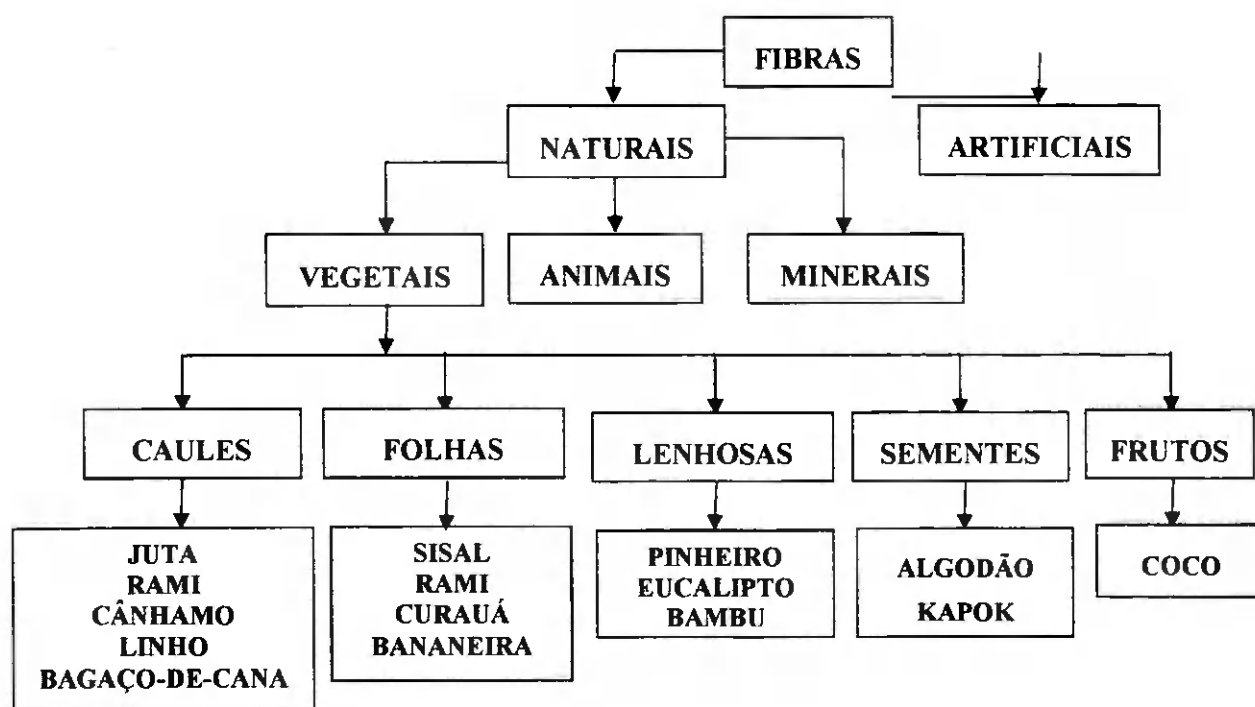 FIBRAS
NATURAIS
ARTIFICIAIS
VEGETAIS
ANIMAIS
MINERAIS
CAULES
FOLHAS
LENHOSAS
SEMENTES
FRUTOS
JUTA
RAMI
CÂNHAMO
LINHO
BAGAÇO-DE-CANA
SISAL
RAMI
CURAUÁ
BANANEIRA
PINHEIRO
EUCALIPTO
BAMBU
ALGODÃO
KAPOK
COCO